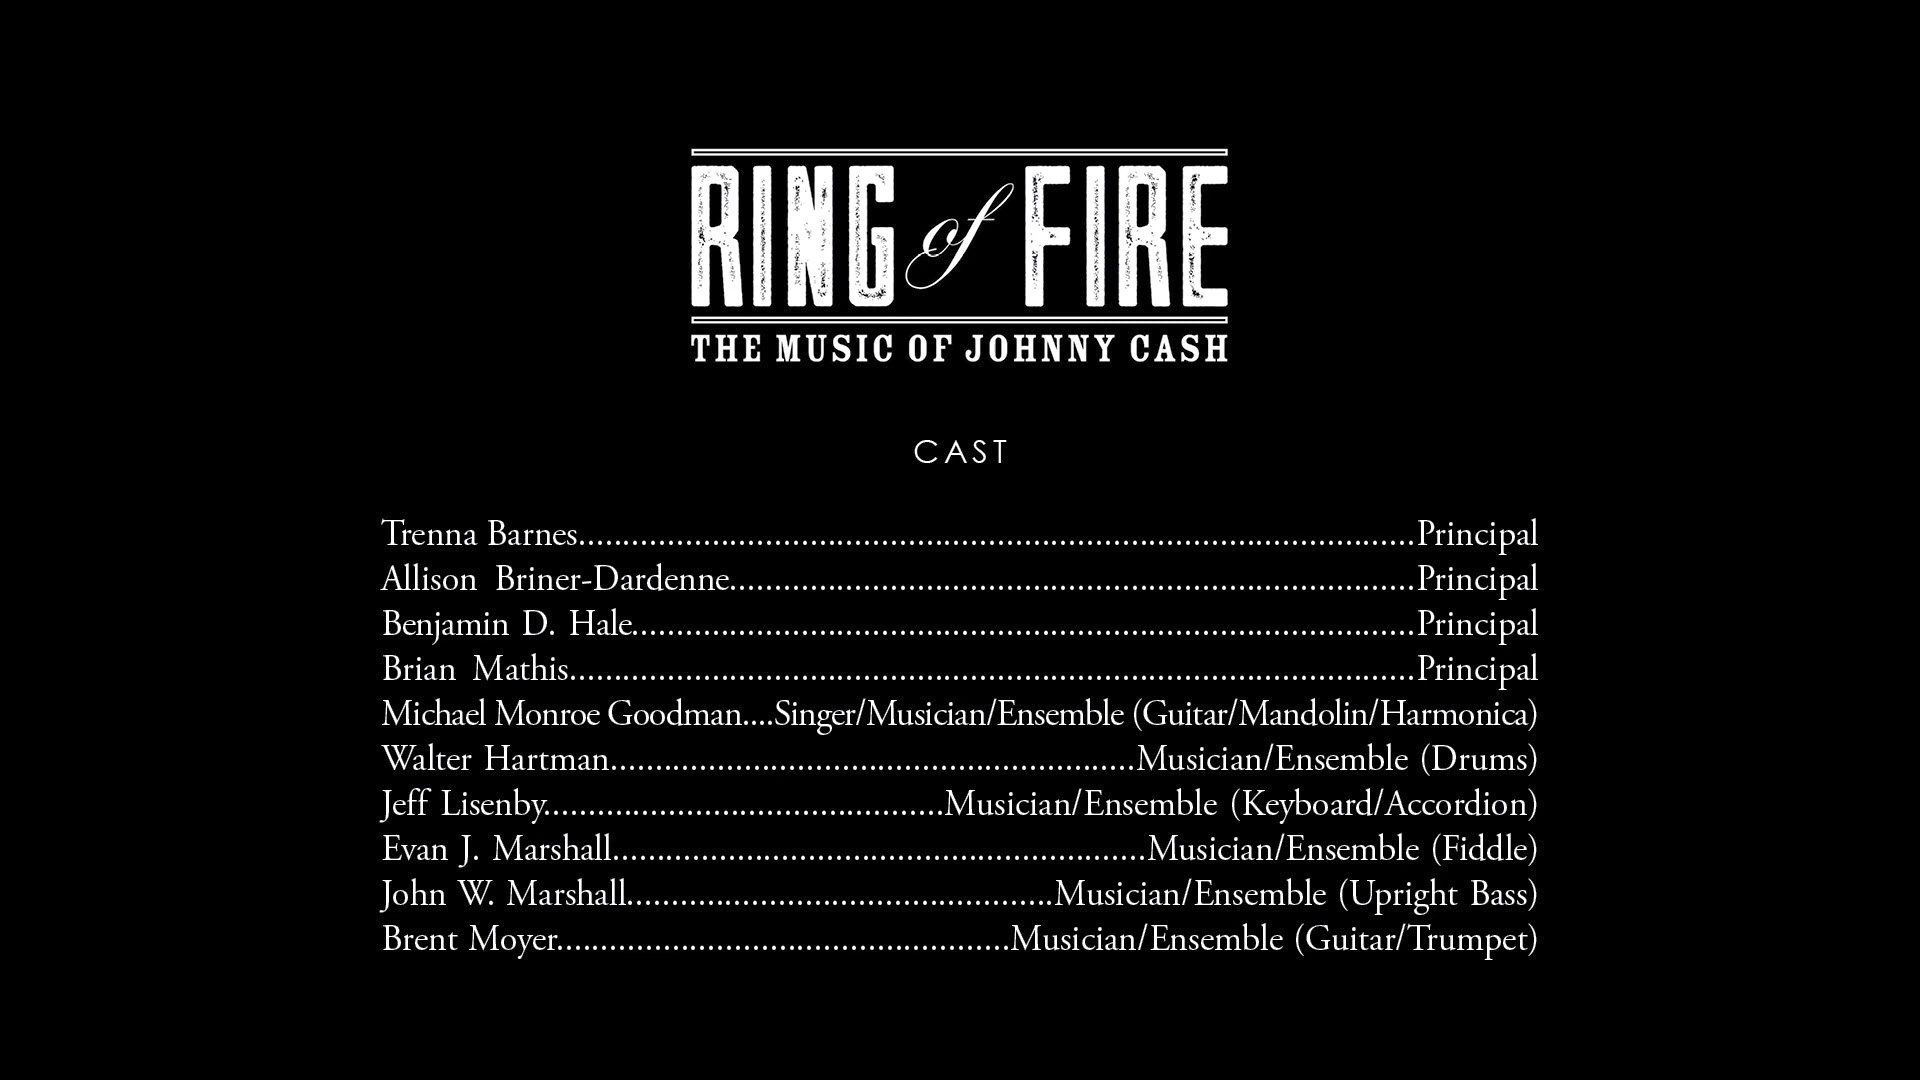 RING of FIRE
THE MUSIC OF JOHNNY CASH
CAST
Trenna Barnes..........................................................................................Principal
Allison Briner-Dardenne..........................................................................Principal
Benjamin D. Hale....................................................................................Principal
Brian Mathis...........................................................................................Principal
Michael Monroe Goodman....Singer/Musician/Ensemble (Guitar/Mandolin/Harmonica)
Walter Hartman........................................................Musician/Ensemble (Drums)
Jeff Lisenby...........................................Musician/Ensemble (Keyboard/Accordion)
Evan J. Marshall.........................................................Musician/Ensemble (Fiddle)
John W. Marshall..............................................Musician/Ensemble (Upright Bass)
Brent Moyer.................................................Musician/Ensemble (Guitar/Trumpet)